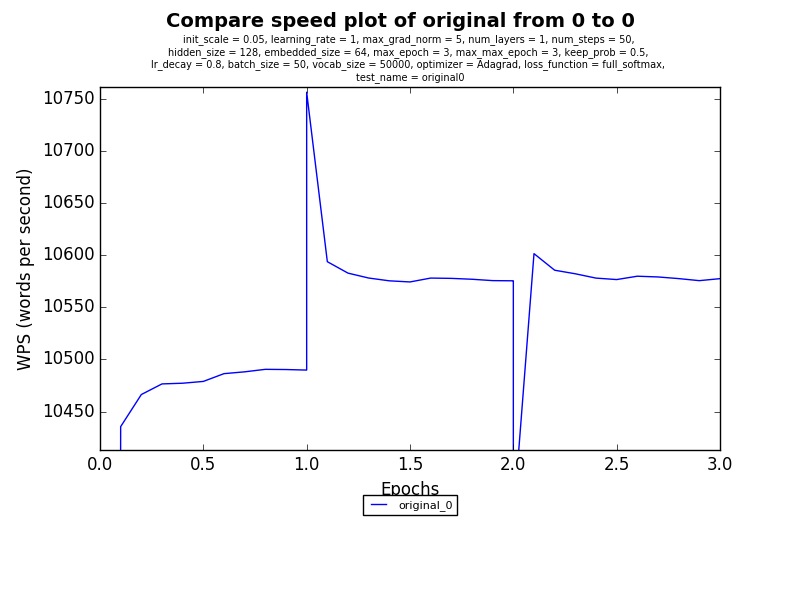 Compare speed plot of original from 0 to 0
init_scale = 0.05, learning_rate = 1, max_grad_norm = 5, num_layers = 1, num_steps = 50,
hidden_size = 128, embedded_size = 64, max_epoch = 3, max_max_epoch = 3, keep_prob = 0.5,
lr_decay = 0.8, batch_size = 50, vocab_size = 50000, optimizer = Adagrad, loss_function = full_softmax,
test_name = original0
WPS (words per second)
10750
10700
10650
10600
10550
10500
10450
0.0 0.5 1.0 1.5 2.0 2.5 3.0
Epochs
original_0